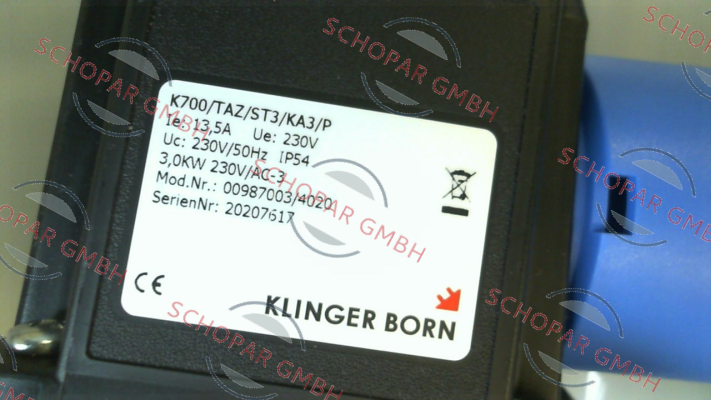 K700/TAZ/ST3/KA3/P
Ie: 13,5A Ue: 230V
Uc: 230V/50Hz IP54
3,0KW 230V/AC-3
Mod.Nr.: 00987003/4020
SerienNr: 20207617
CE
KLINGER BORN
SCHOPAR GMBH
SCHOPAR GMBH
SCHOPAR GMBH
SCHOPAR GMBH
SCHOPAR GMBH
SCHOPAR GMBH
SCHOPAR GMBH